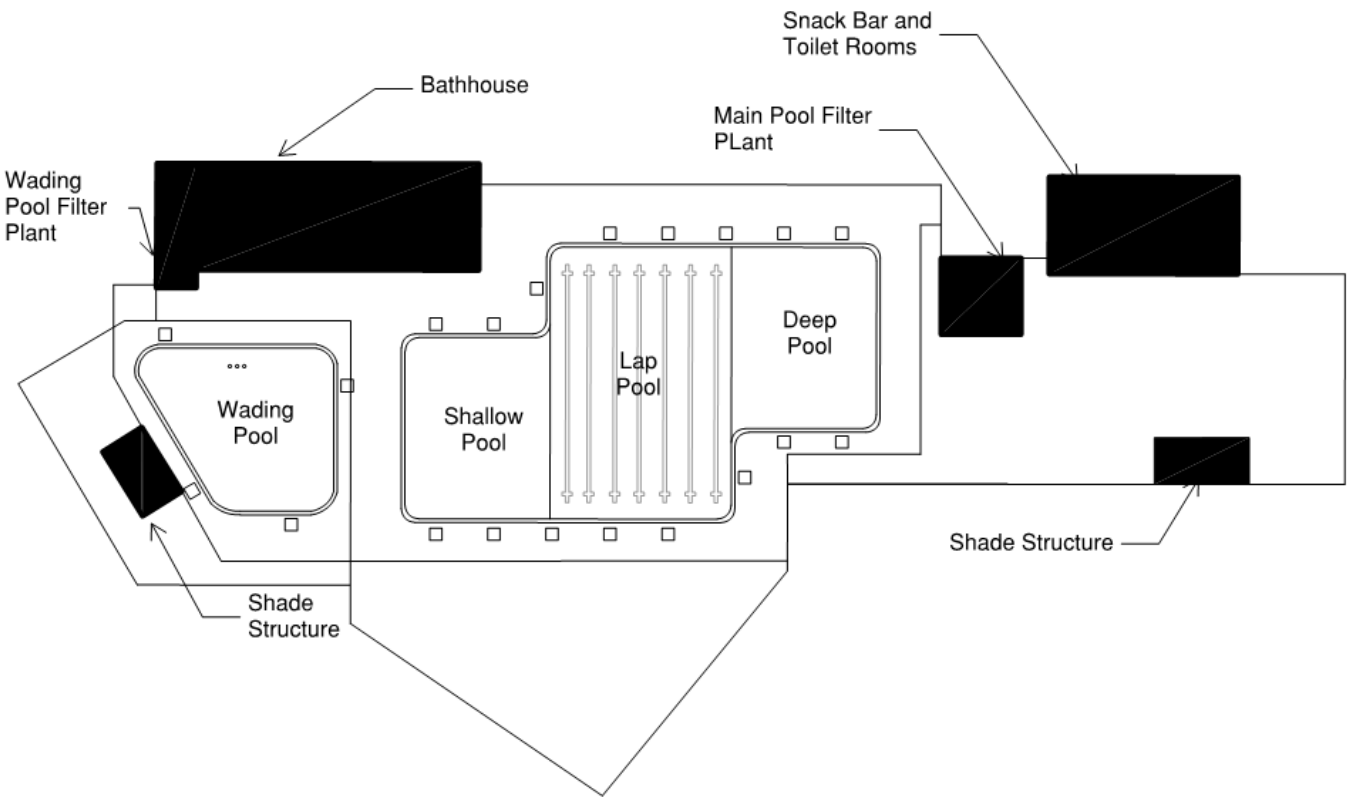 Snack Bar and
Toilet Rooms
Bathhouse
Main Pool Filter
PLant
Wading
Pool Filter
Plant
Deep
Pool
Lap
Pool
Wading
Pool
Shallow
Pool
Shade Structure
Shade
Structure